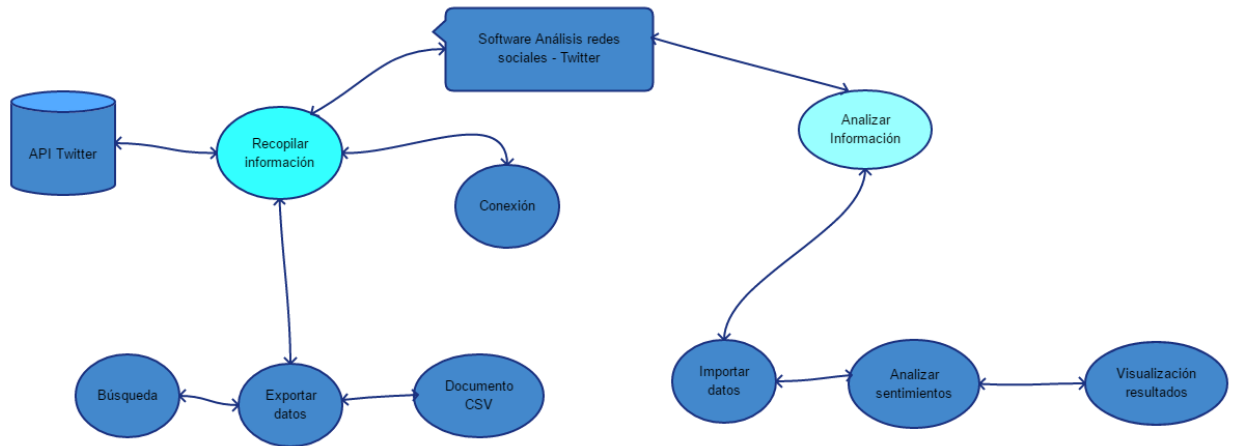 Software Análisis redes
sociales - Twitter
API Twitter
Recopilar
información
Analizar
Información
Conexión
Búsqueda
Exportar
datos
Documento
CSV
Importar
datos
Analizar
sentimientos
Visualización
resultados